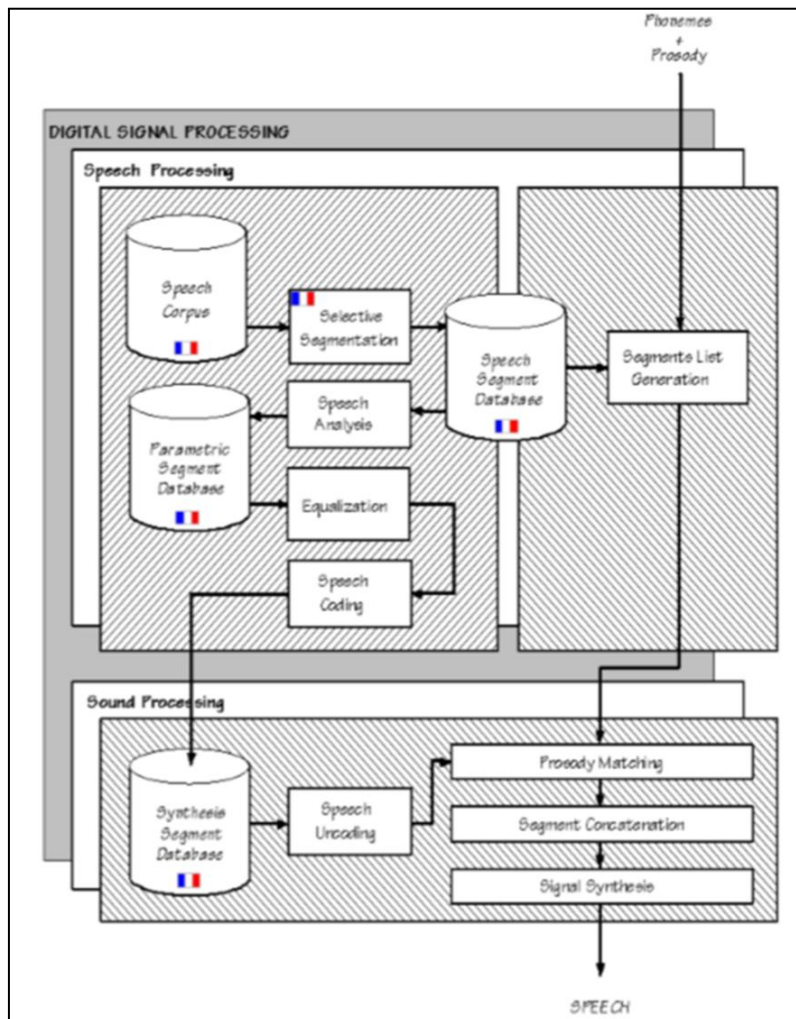 Phonemes
+
Prosody
DIGITAL SIGNAL PROCESSING
Speech Processing
Speech
Corpus
Selective
Segmentation
Speech
Segment
Database
Segments List
Generation
Speech
Analysis
Parametric
Segment
Database
Equalization
Speech
Coding
Sound Processing
Synthesis
Segment
Database
Speech
Uncoding
Prosody Matching
Segment Concatenation
Signal Synthesis
SPEECH